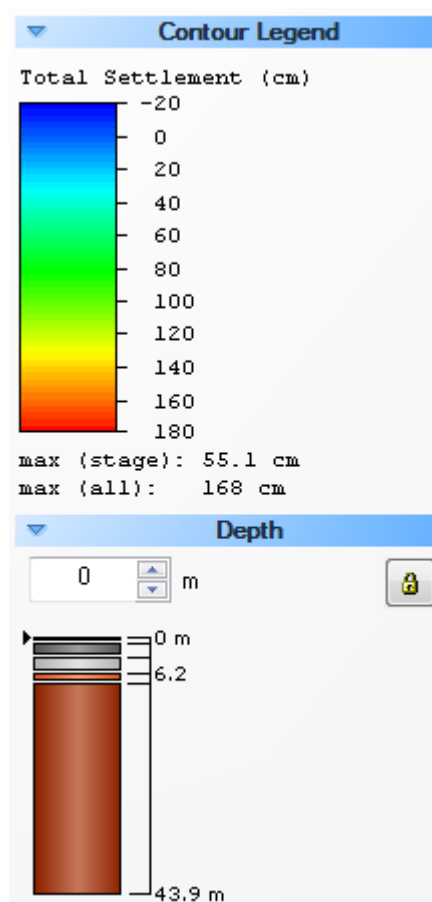 Contour Legend
Total Settlement (cm)
-20
0
20
40
60
80
100
120
140
160
180
max (stage): 55.1 cm
max (all): 168 cm
Depth
0 m
0 m
6.2
43.9 m